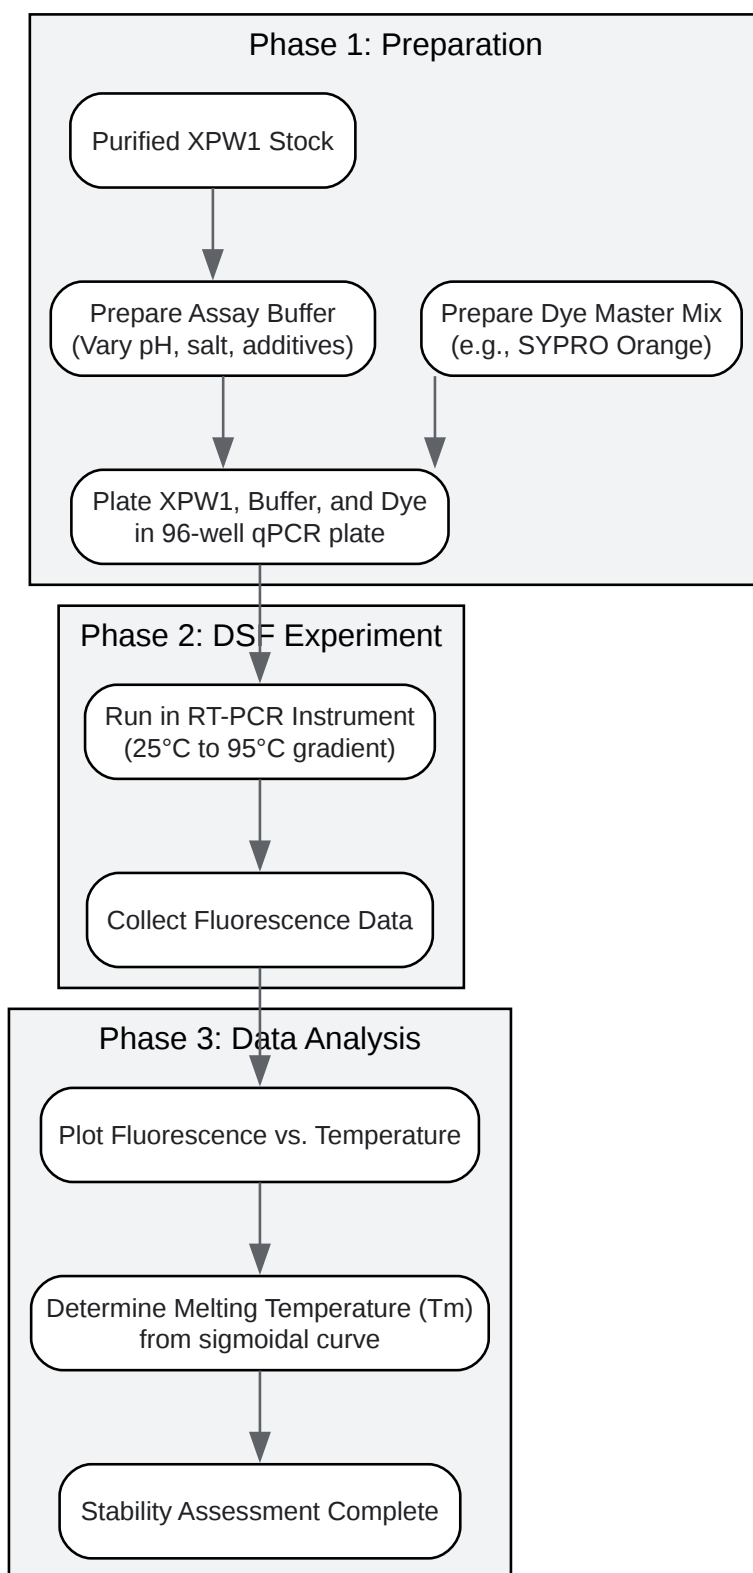 Phase 1: Preparation
Purified XPW1 Stock
Prepare Assay Buffer
(Vary pH, salt, additives)
Prepare Dye Master Mix
(e.g., SYPRO Orange)
Plate XPW1, Buffer, and Dye
in 96-well qPCR plate
Phase 2: DSF Experiment
Run in RT-PCR Instrument
(25°C to 95°C gradient)
Collect Fluorescence Data
Phase 3: Data Analysis
Plot Fluorescence vs. Temperature
Determine Melting Temperature (Tm)
from sigmoidal curve
Stability Assessment Complete